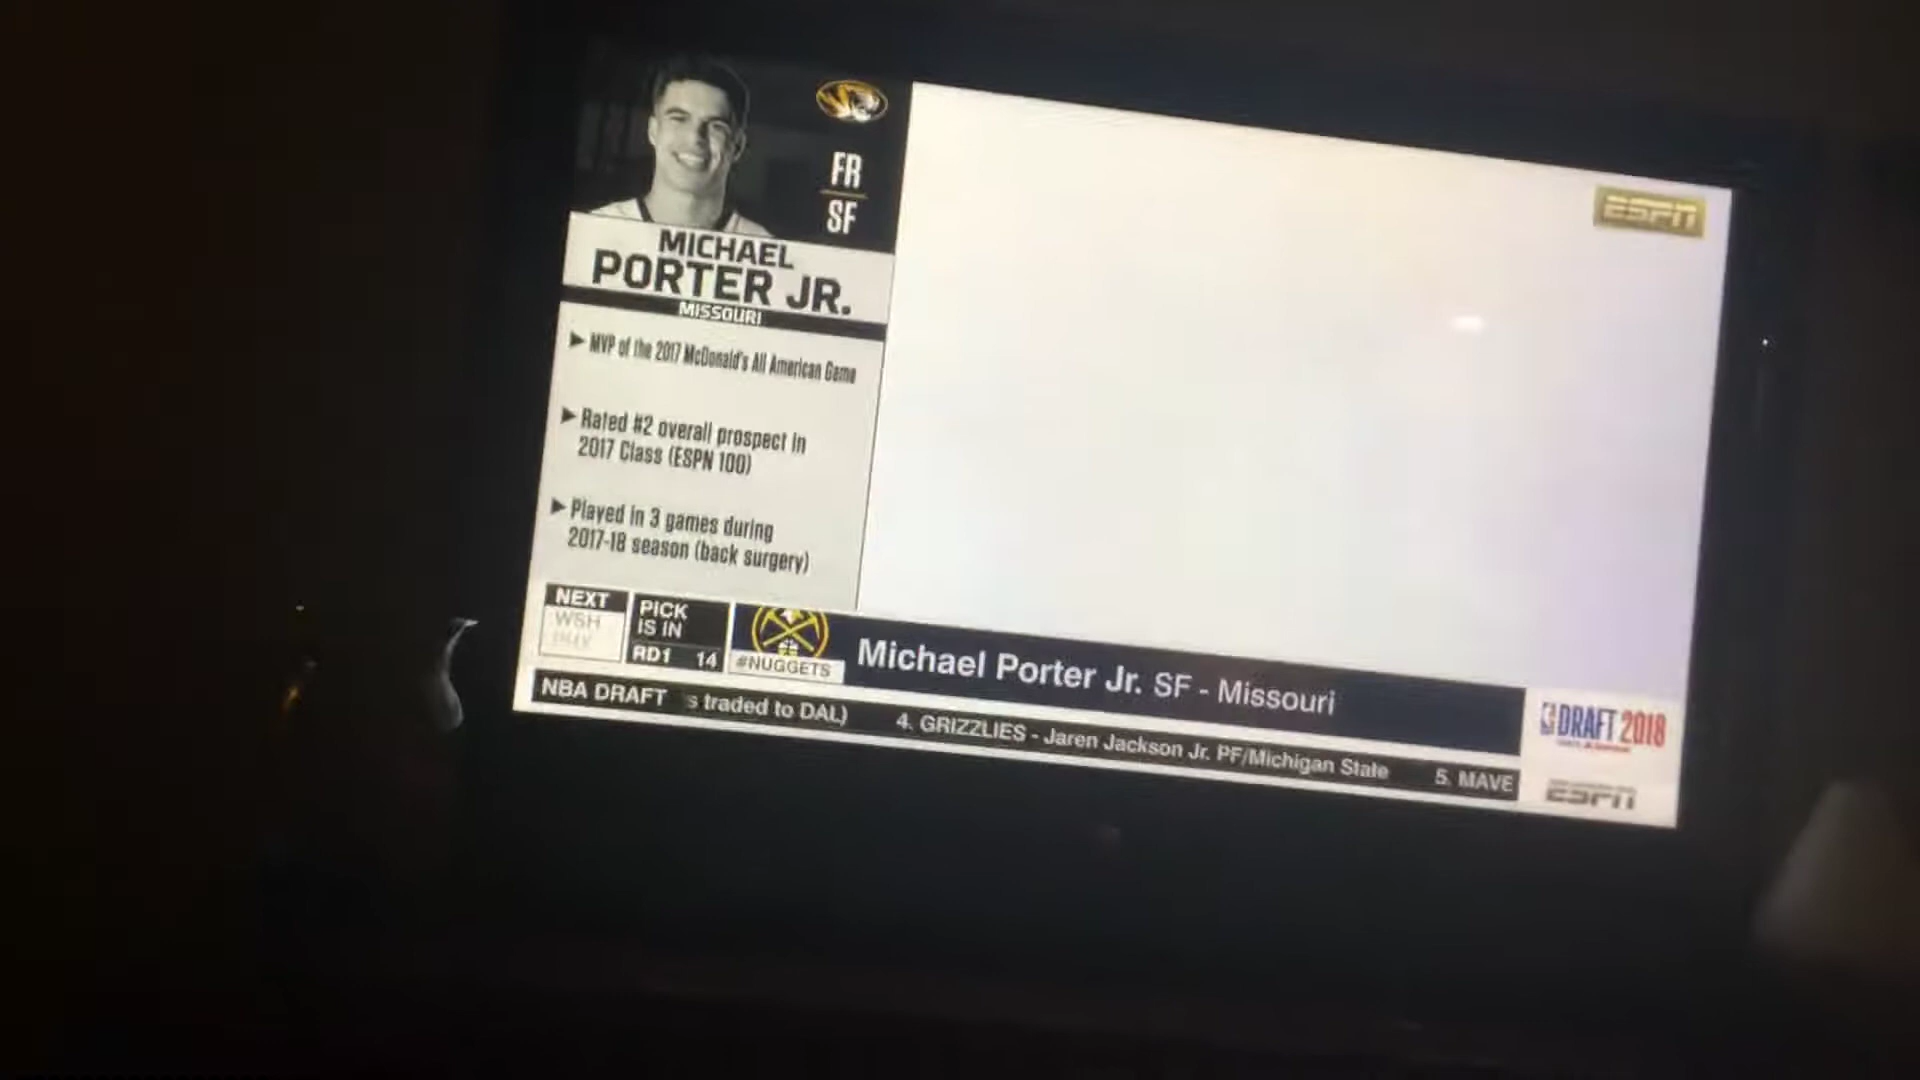 FR
SF
MICHAEL
PORTER JR.
MISSOURI
MVP of the 2017 McDonald's All American Game
Rated #2 overall prospect in
2017 Class (ESPN 100)
Played in 3 games during
2017-18 season (back surgery)
ESPN
NEXT
WSH
PICK
IS IN
RD1 14
#NUGGETS
Michael Porter Jr. SF - Missouri
NBA DRAFT s traded to DAL) 4. GRIZZLIES - Jaren Jackson Jr. PF/Michigan State 5. MAVE
DRAFT 2018
ESPN